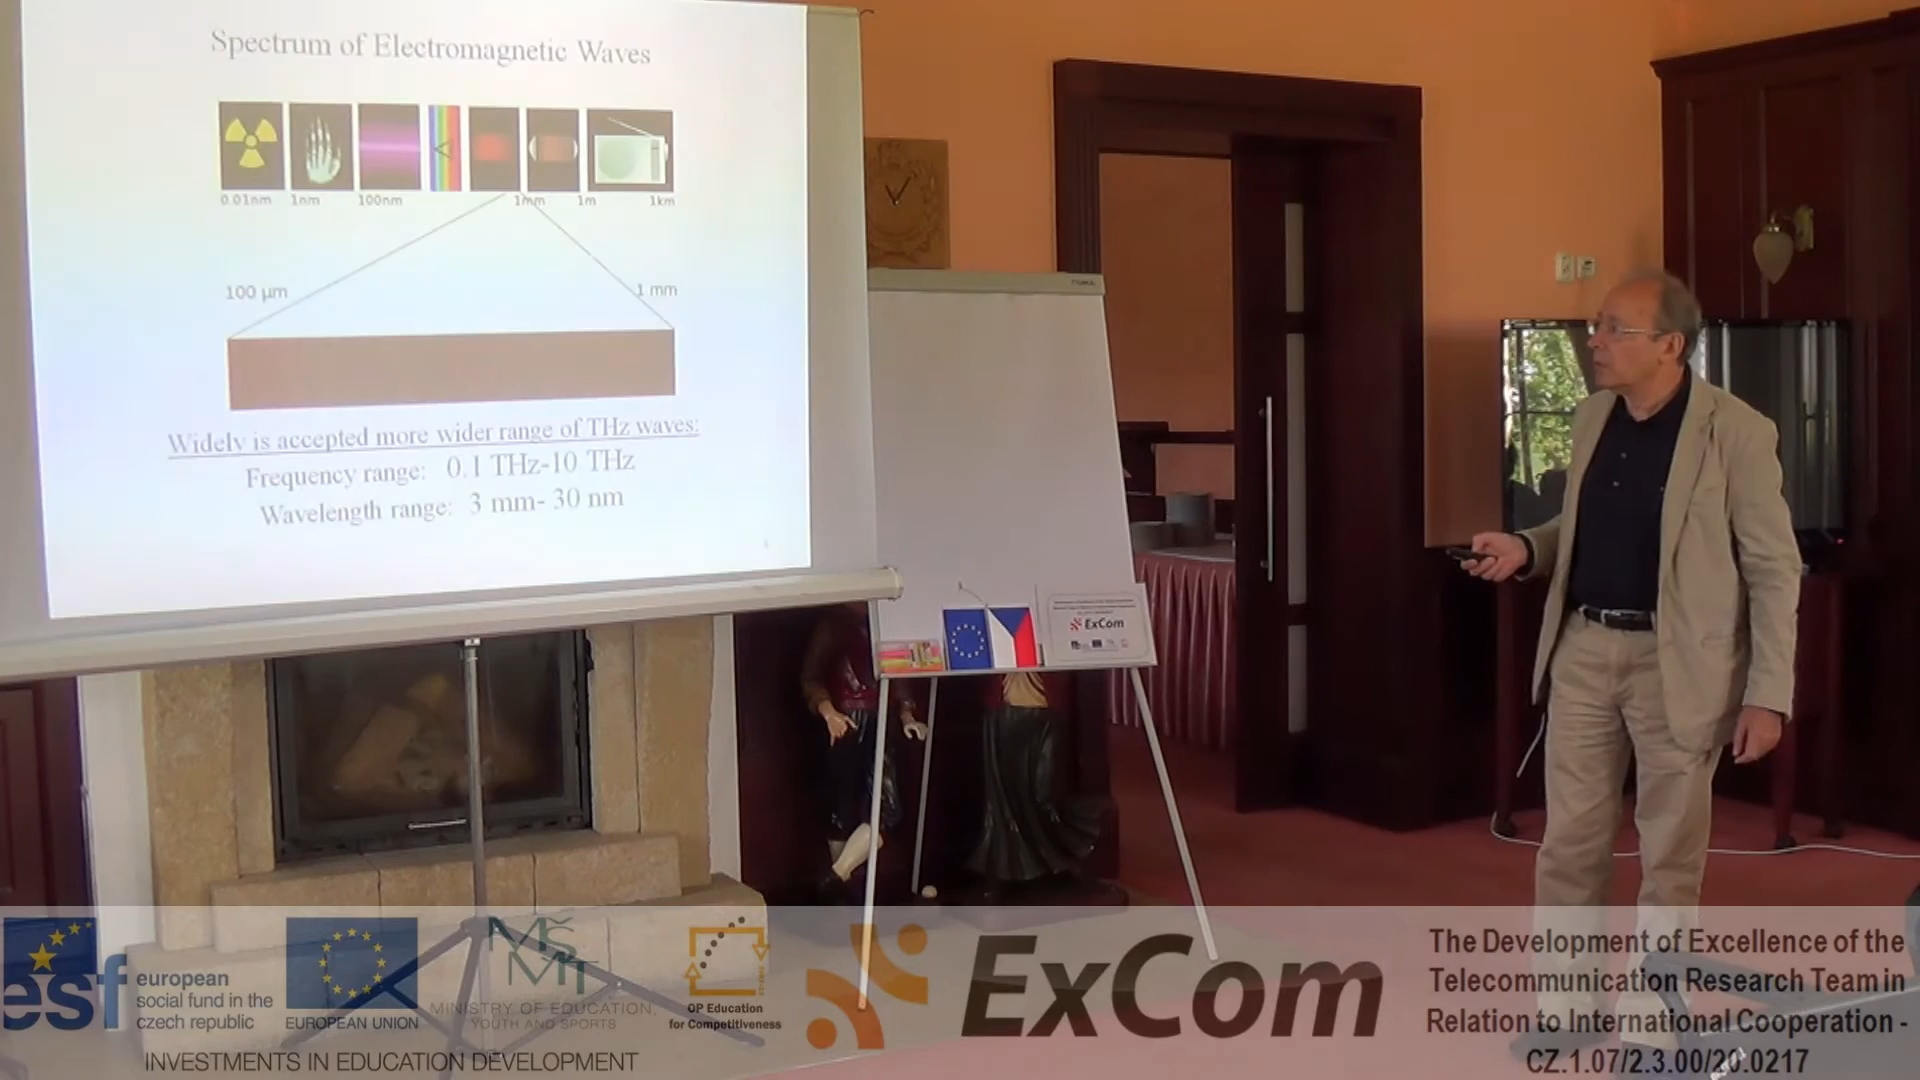 Spectrum of Electromagnetic Waves
0.01nm 1nm 100nm 1mm 1m 1km
100 µm 1 mm
Widely is accepted more wider range of THz waves:
Frequency range: 0.1 THz-10 THz
Wavelength range: 3 mm- 30 nm
ExCom
esf european
social fund in the
czech republic
EUROPEAN UNION
MŠMT
MINISTRY OF EDUCATION,
YOUTH AND SPORTS
OP Education
for Competitiveness
INVESTMENTS IN EDUCATION DEVELOPMENT
ExCom
The Development of Excellence of the
Telecommunication Research Team in
Relation to International Cooperation -
CZ.1.07/2.3.00/20.0217